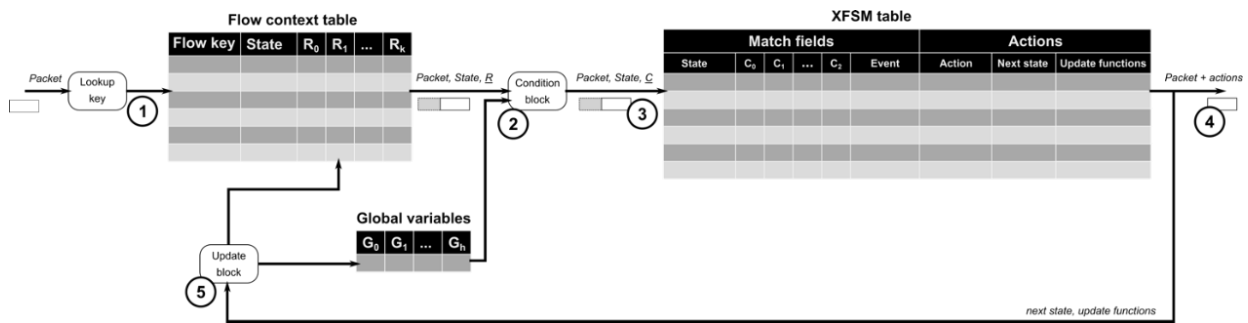 Flow context table
XFSM table
Flow key State R₀ R₁ ... Rₖ
Match fields Actions
State C₀ C₁ ... C₂ Event Action Next state Update functions
Packet
Lookup
key
1
Packet, State, R
Condition
block
2
Packet, State, C
3
Packet + actions
4
Global variables
G₀ G₁ ... Gₕ
Update
block
5
next state, update functions